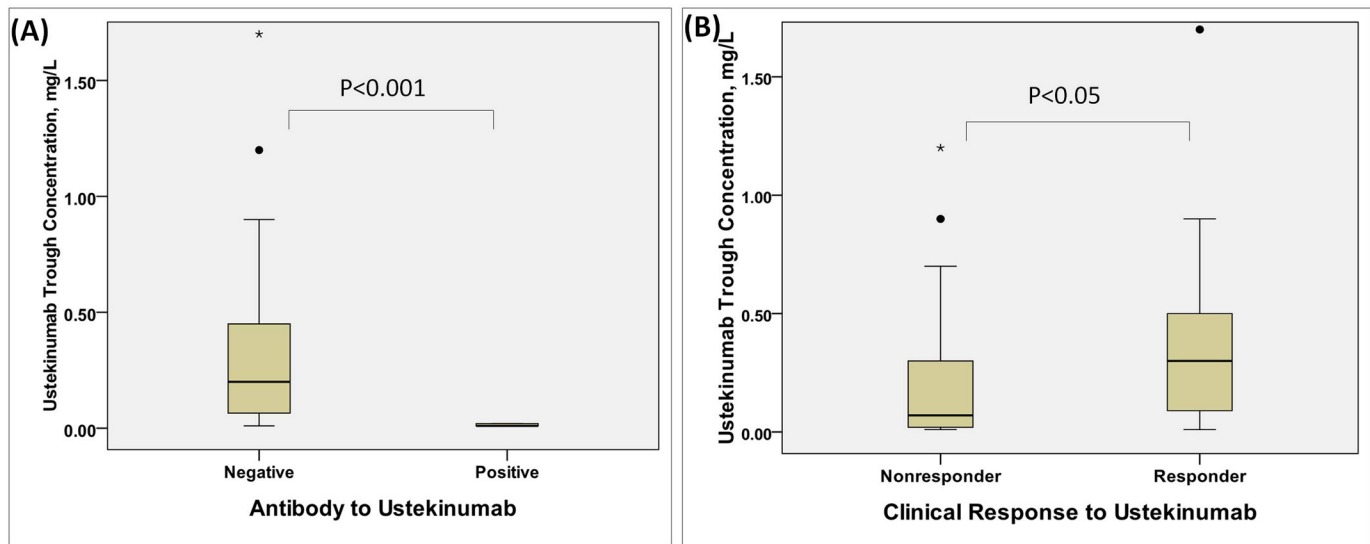 (A)
Ustekinumab Trough Concentration, mg/L
1.50
1.00
0.50
0.00
*
P<0.001
Negative
Positive
Antibody to Ustekinumab
(B)
Ustekinumab Trough Concentration, mg/L
1.50
1.00
0.50
0.00
*
P<0.05
Nonresponder
Responder
Clinical Response to Ustekinumab